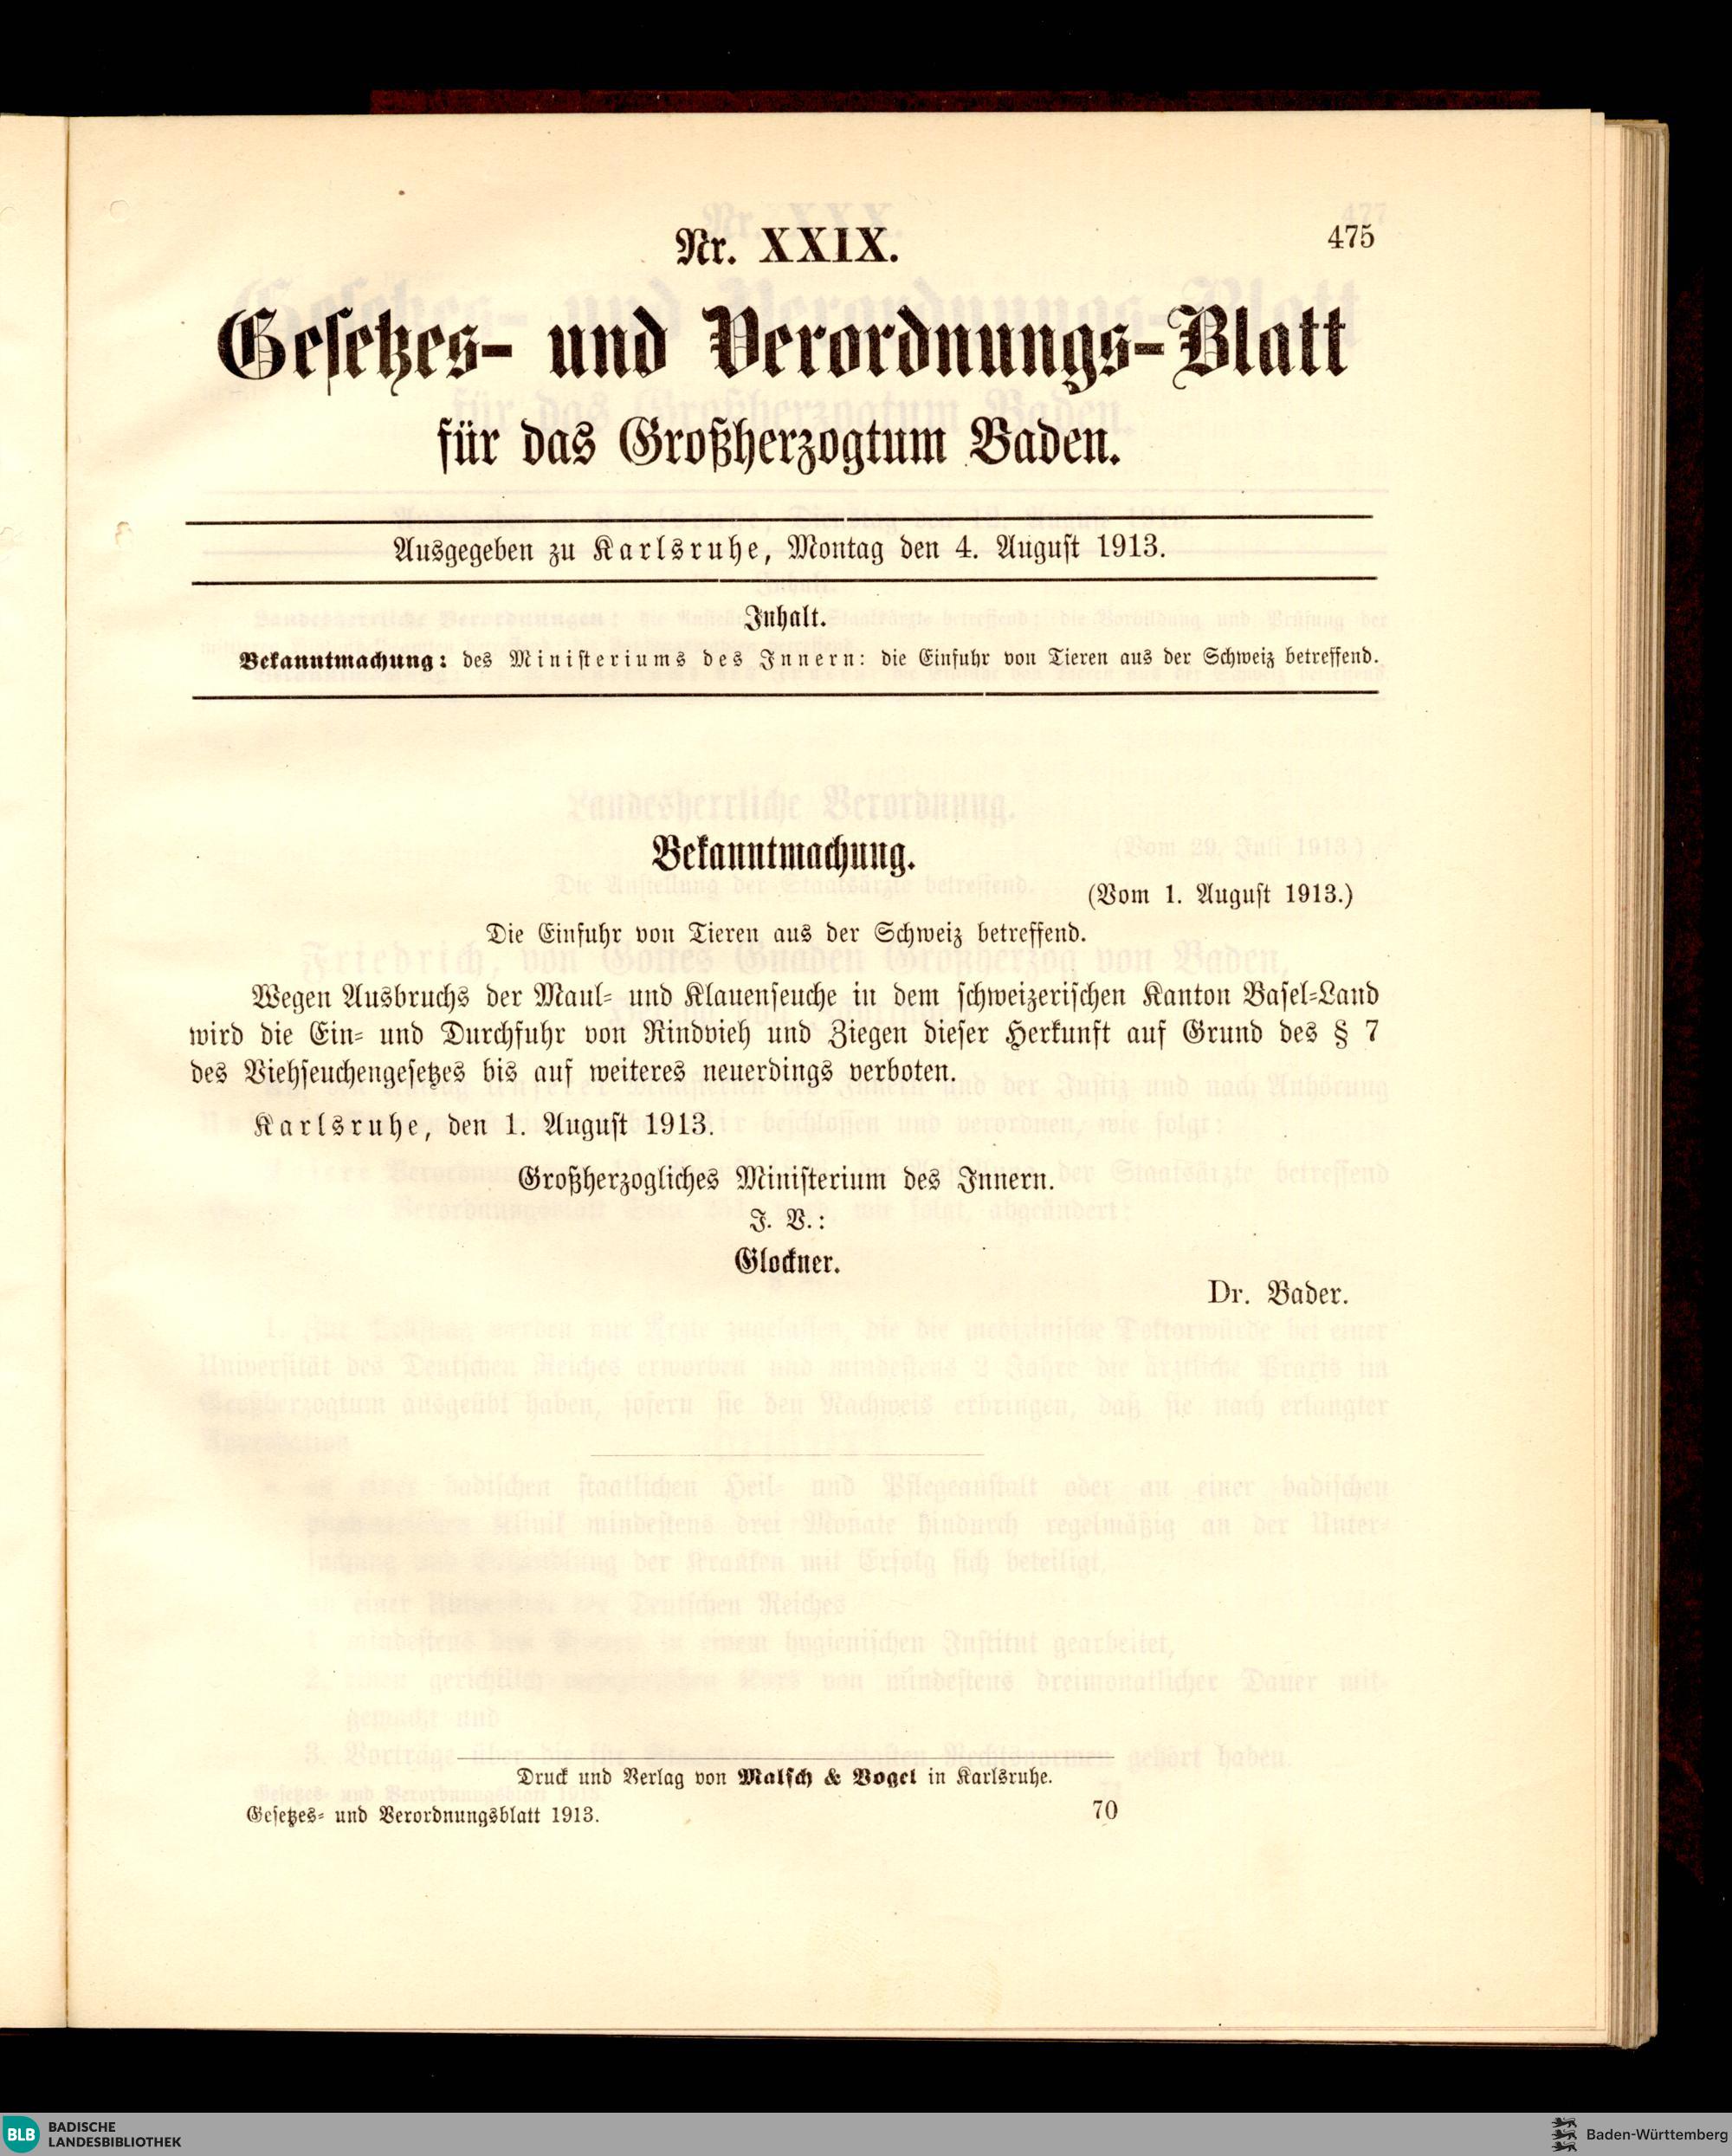 475
Nr. XXIX.
Gesetzes- und Verordnungs-Blatt
für das Großherzogtum Baden.
Ausgegeben zu Karlsruhe, Montag den 4. August 1913.
Inhalt.
Bekanntmachung: des Ministeriums des Innern: die Einfuhr von Tieren aus der Schweiz betreffend.
Bekanntmachung.
(Vom 1. August 1913.)
Die Einfuhr von Tieren aus der Schweiz betreffend.
Wegen Ausbruchs der Maul- und Klauenseuche in dem schweizerischen Kanton Basel-Land
wird die Ein- und Durchfuhr von Rindvieh und Ziegen dieser Herkunft auf Grund des § 7
des Viehseuchengesetzes bis auf weiteres neuerdings verboten.
Karlsruhe, den 1. August 1913.
Großherzogliches Ministerium des Innern.
J. V.:
Glockner.
Dr. Bader.
Druck und Verlag von Malsch & Vogel in Karlsruhe.
Gesetzes- und Verordnungsblatt 1913. 70
BLB BADISCHE
LANDESBIBLIOTHEK
Baden-Württemberg